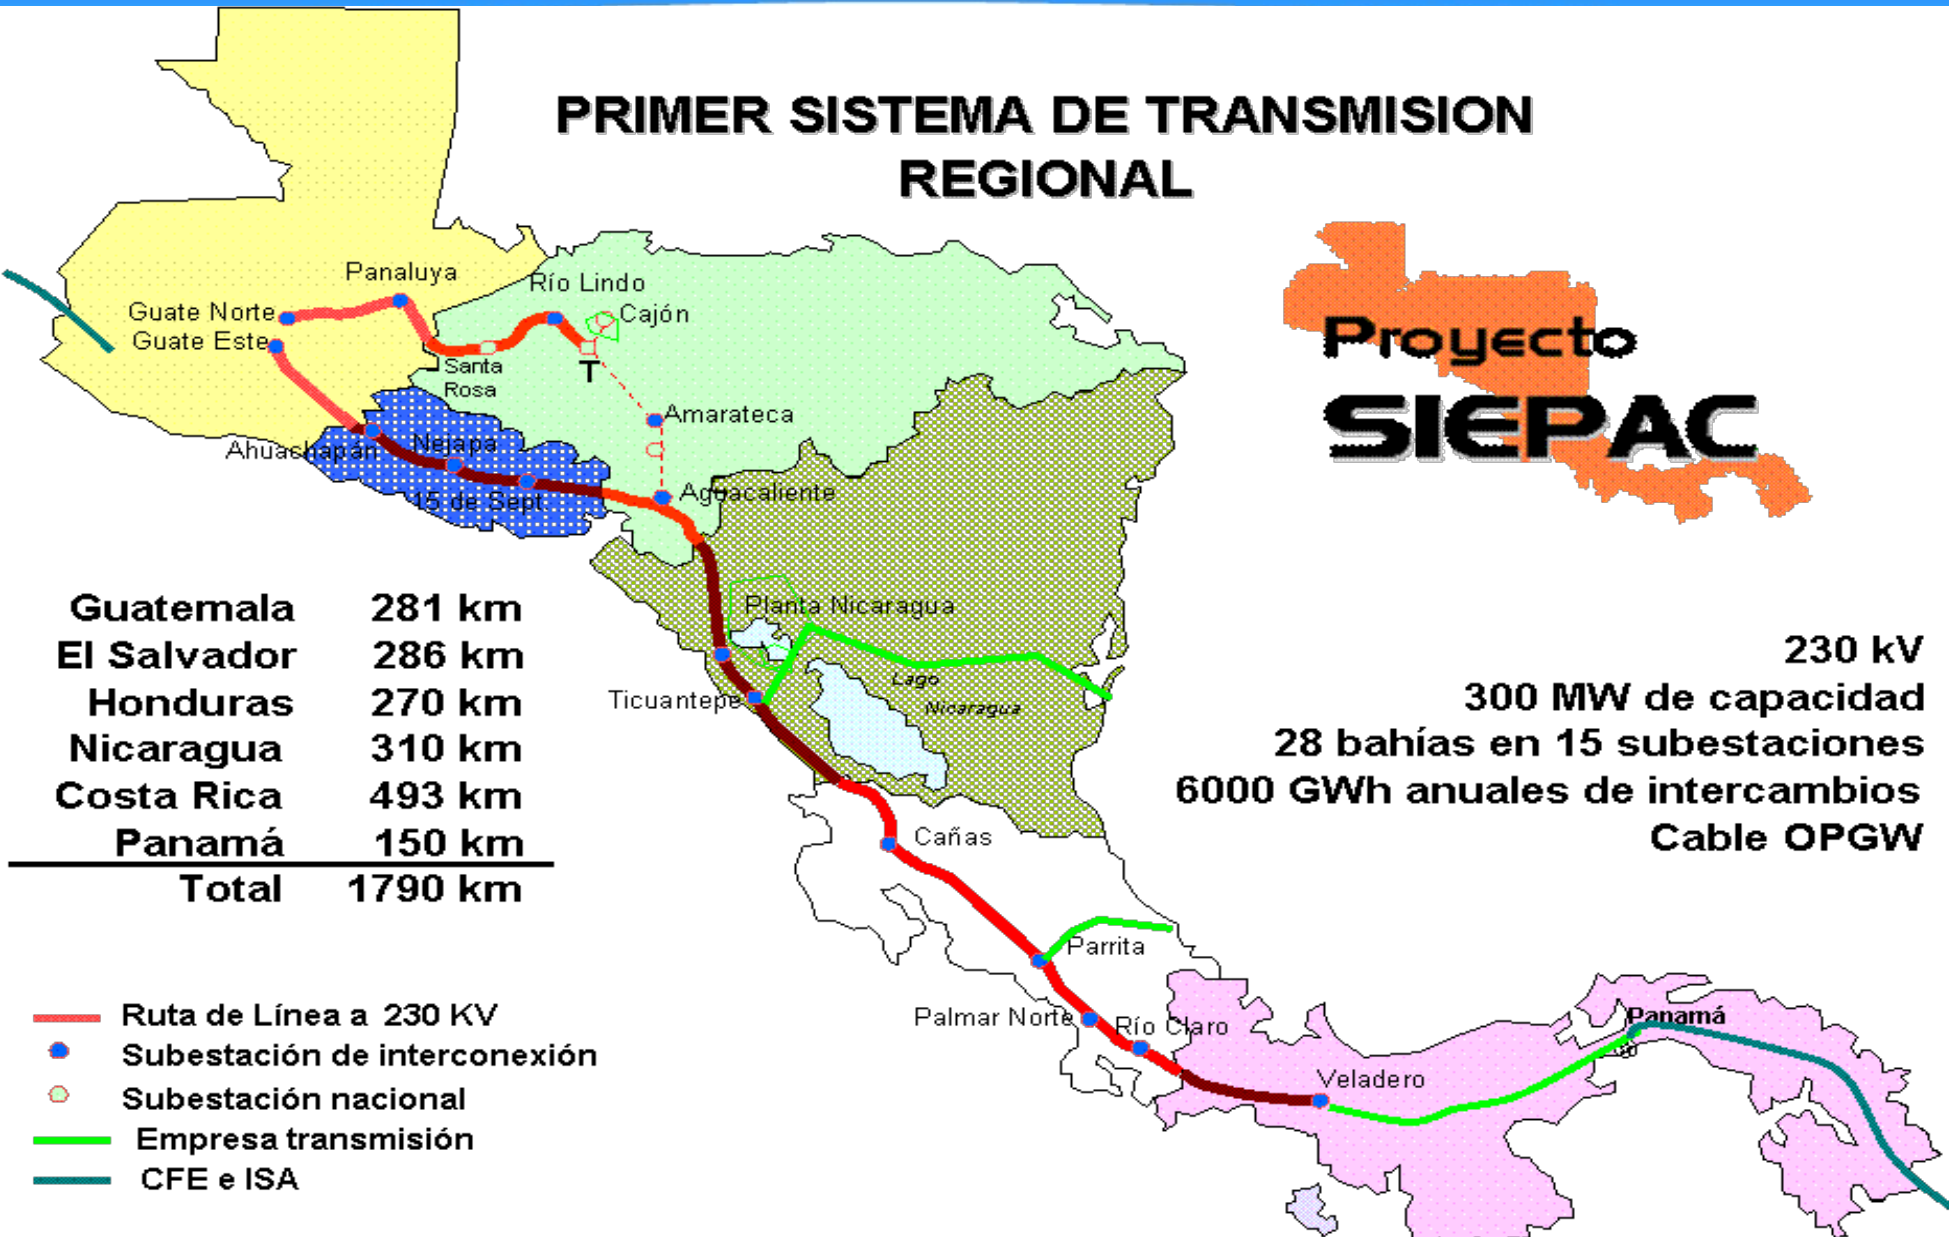 PRIMER SISTEMA DE TRANSMISION
REGIONAL
Panaluya
Río Lindo
Cajón
Guate Norte
Guate Este
Santa
Rosa
T
Amarateca
Ahuachapán
Nejapa
15 de Sept.
Aguacaliente
Proyecto
SIEPAC
Planta Nicaragua
Lago
Nicaragua
Ticuantepe
Guatemala 281 km
El Salvador 286 km
Honduras 270 km
Nicaragua 310 km
Costa Rica 493 km
Panamá 150 km
Total 1790 km
230 kV
300 MW de capacidad
28 bahías en 15 subestaciones
6000 GWh anuales de intercambios
Cable OPGW
Cañas
Parrita
Palmar Norte
Río Claro
Veladero
Panamá
Ruta de Línea a 230 KV
Subestación de interconexión
Subestación nacional
Empresa transmisión
CFE e ISA